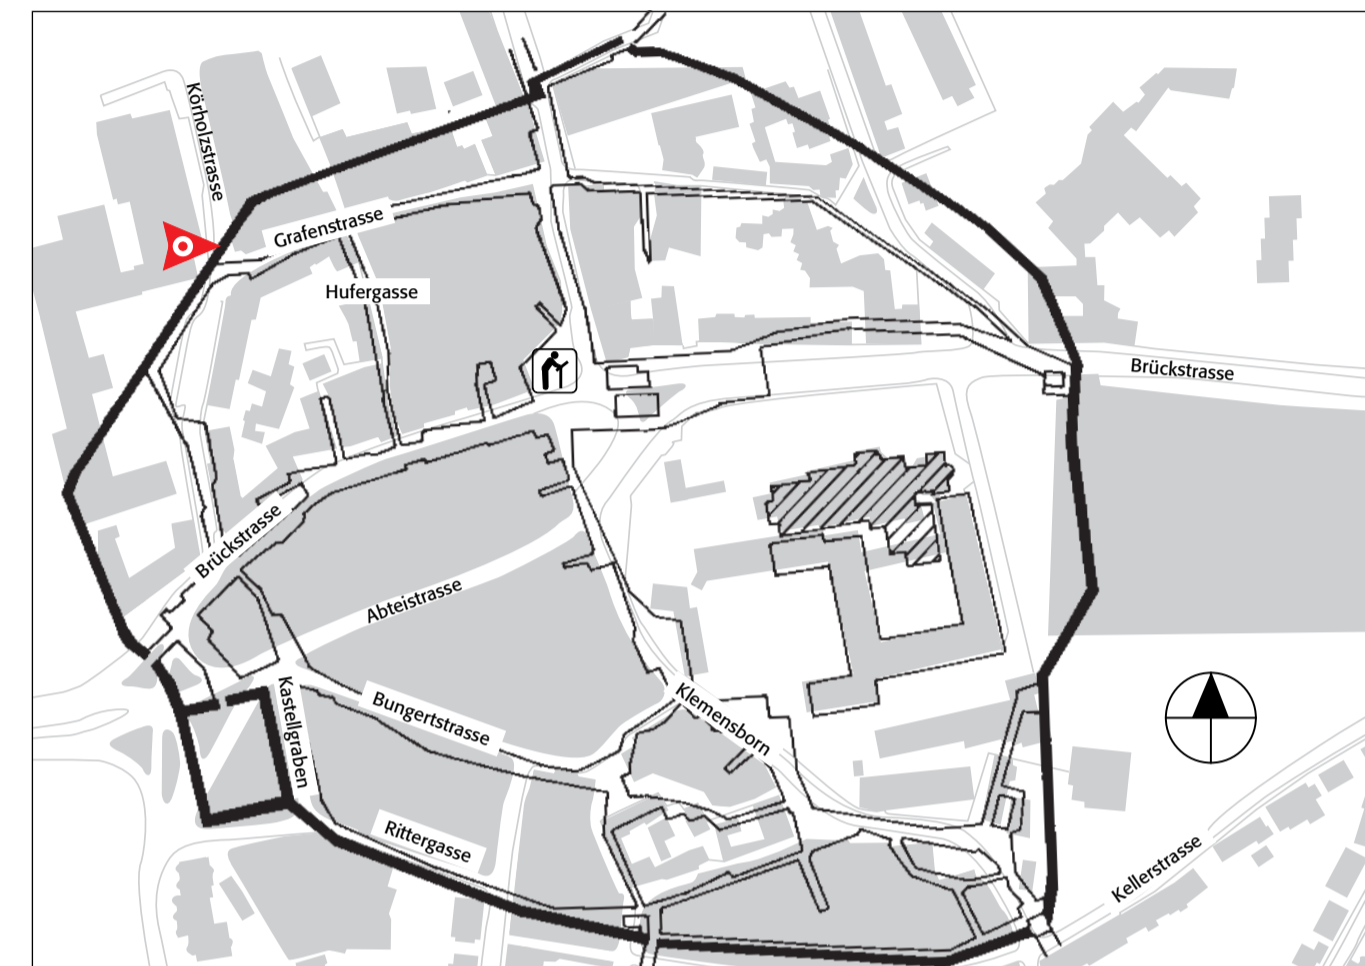 Körholzstrasse
Grafenstrasse
Hufergasse
Brückstrasse
Brückstrasse
Abteistrasse
Kastellgraben
Bungertstrasse
Klemensborn
Rittergasse
Kellerstrasse